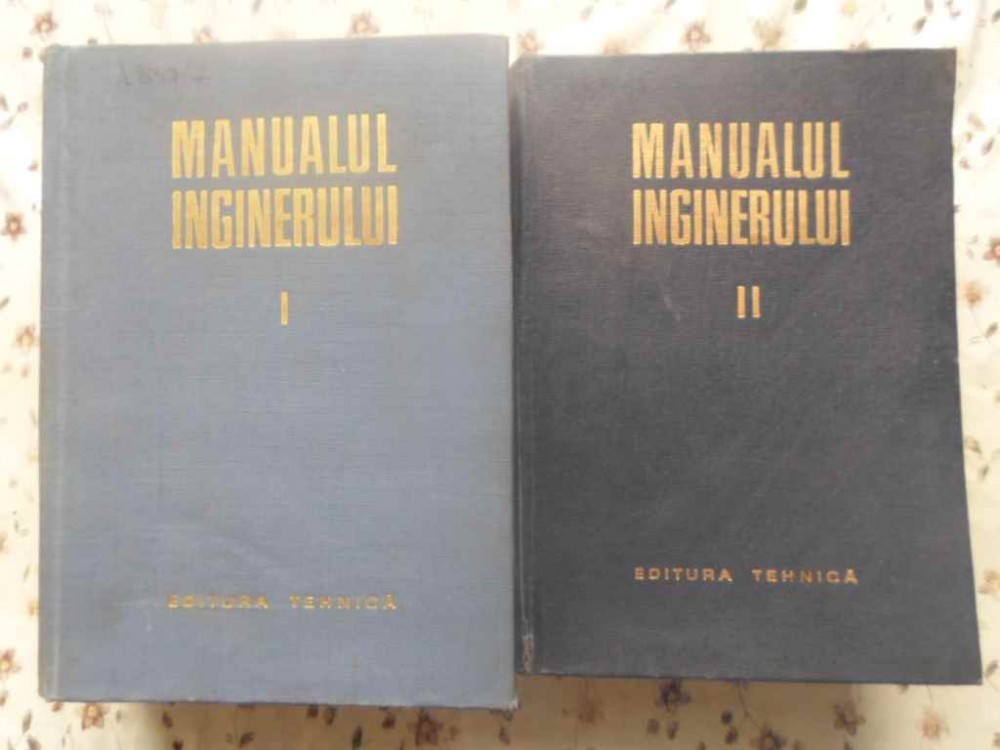 MANUALUL
INGINERULUI
I
EDITURA TEHNICĂ
MANUALUL
INGINERULUI
II
EDITURA TEHNICĂ